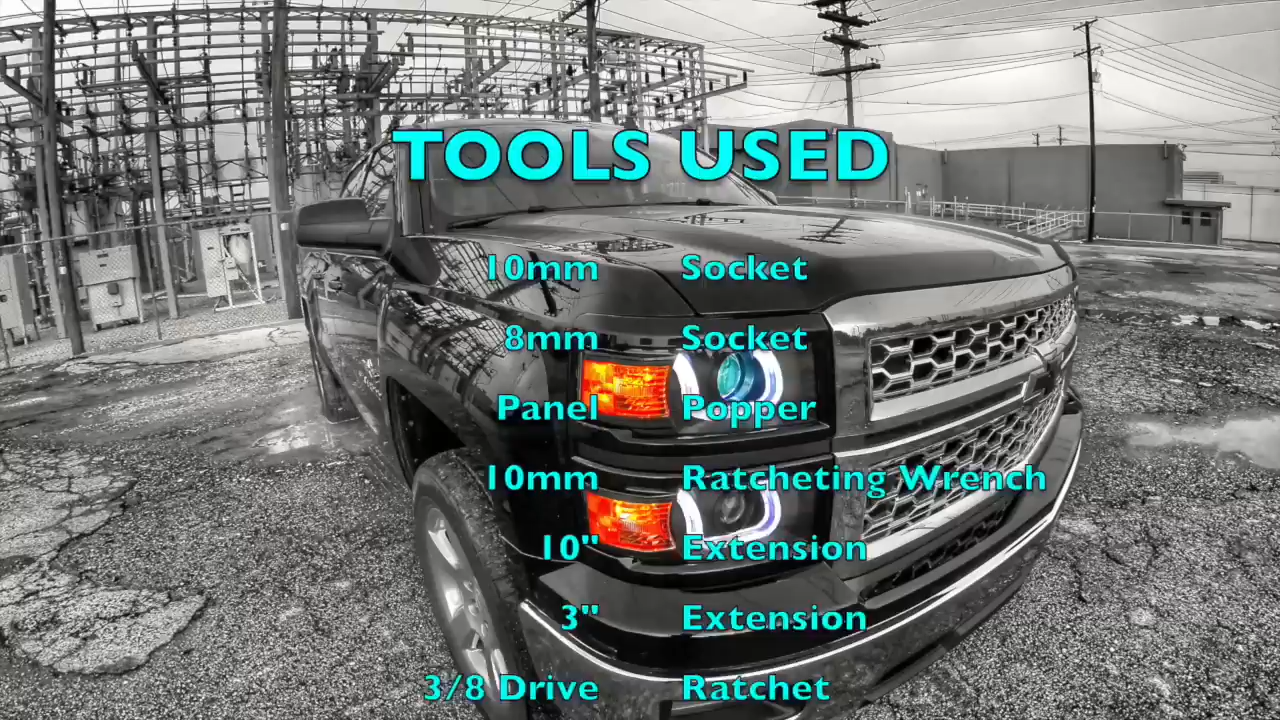 TOOLS USED
10mm Socket
8mm Socket
Panel Popper
10mm Ratcheting Wrench
10" Extension
3" Extension
3/8 Drive Ratchet